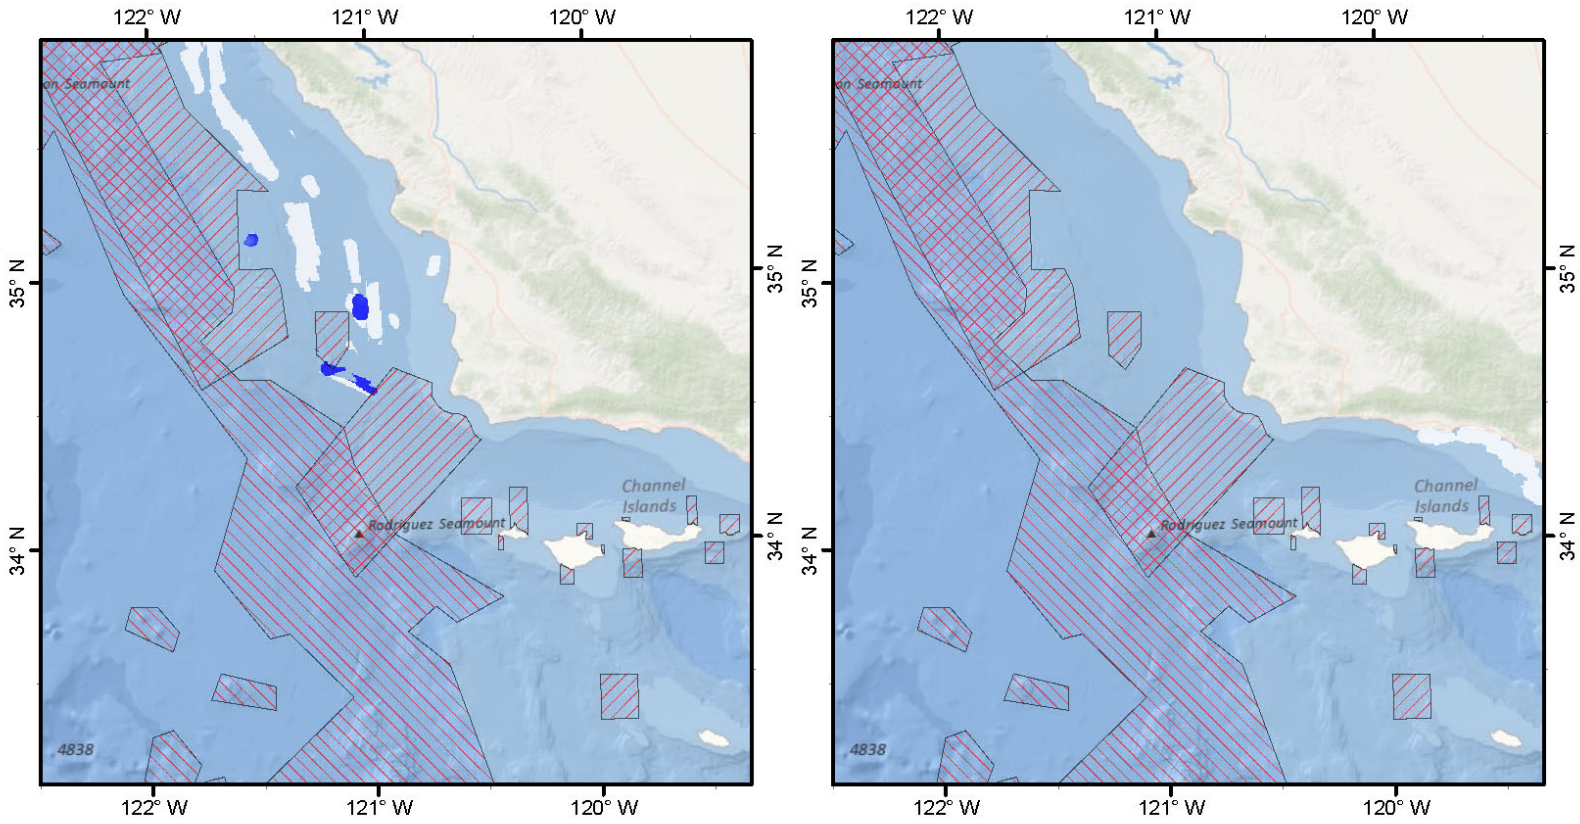 122° W 121° W 120° W 122° W 121° W 120° W
on Seamount on Seamount
35° N 35° N 35° N 35° N
Channel Channel
Islands Islands
Rodriguez Seamount Rodriguez Seamount
34° N 34° N 34° N 34° N
4838 4838
122° W 121° W 120° W 122° W 121° W 120° W